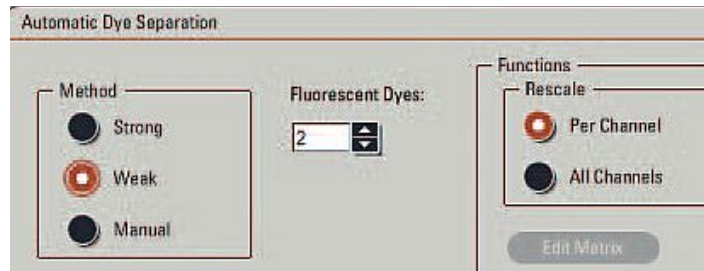 Automatic Dye Separation
Method
Strong
Weak
Manual
Fluorescent Dyes:
2
Functions
Rescale
Per Channel
All Channels
Edit Matrix